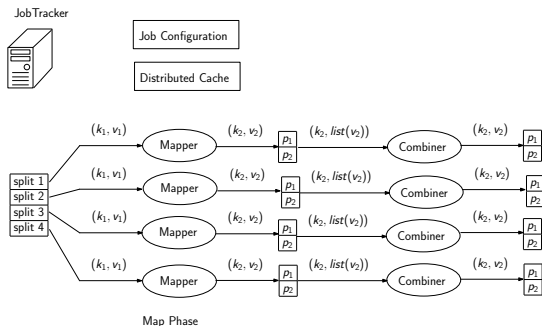 JobTracker
Job Configuration
Distributed Cache
(k₁, v₁) (k₂, v₂) (k₂, list(v₂)) (k₂, v₂)
Mapper p₁ p₂ Combiner p₁ p₂
(k₁, v₁) (k₂, v₂) (k₂, list(v₂)) (k₂, v₂)
split 1
split 2
split 3
split 4
Mapper p₁ p₂ Combiner p₁ p₂
(k₁, v₁) (k₂, v₂) (k₂, list(v₂)) (k₂, v₂)
Mapper p₁ p₂ Combiner p₁ p₂
(k₁, v₁) (k₂, v₂) (k₂, list(v₂)) (k₂, v₂)
Mapper p₁ p₂ Combiner p₁ p₂
Map Phase